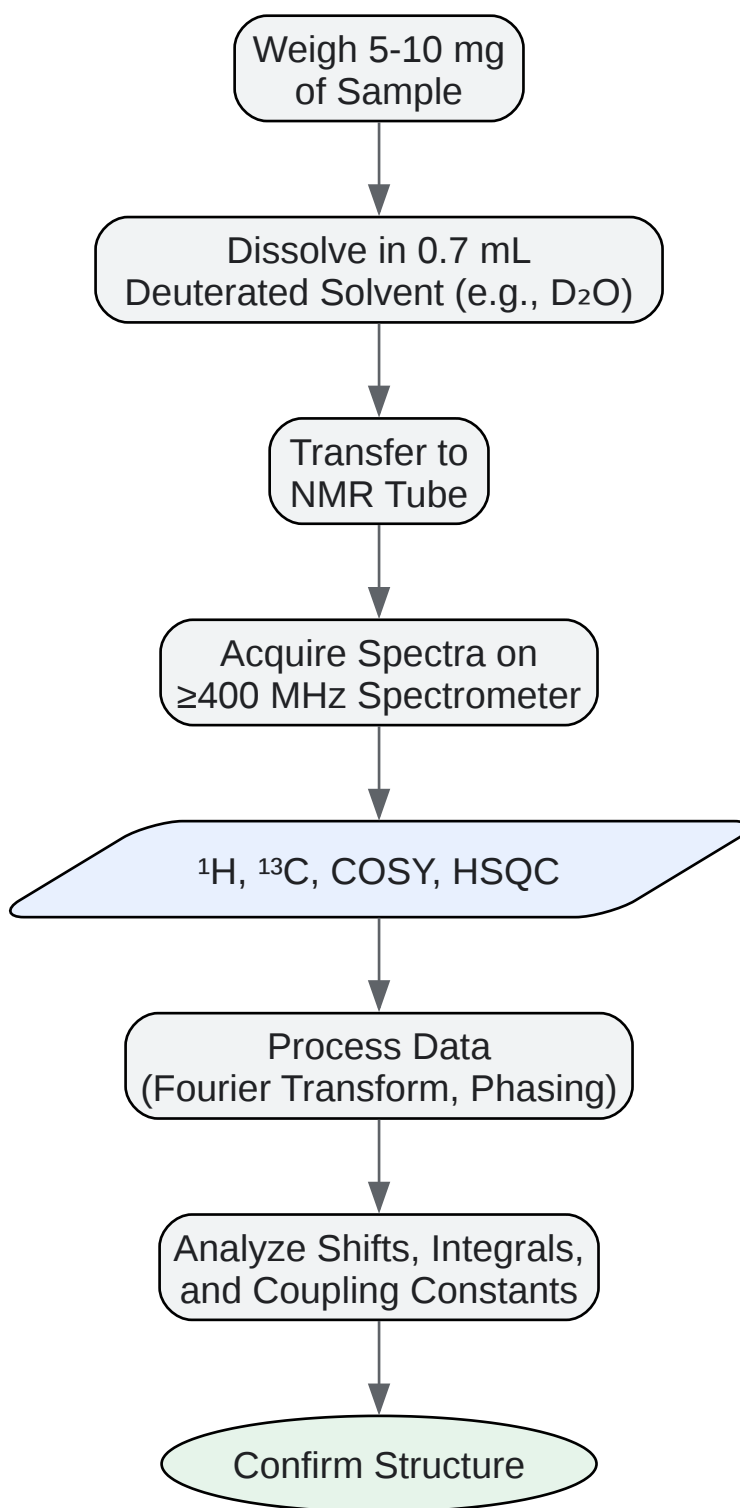 Weigh 5-10 mg
of Sample
Dissolve in 0.7 mL
Deuterated Solvent (e.g., D₂O)
Transfer to
NMR Tube
Acquire Spectra on
≥400 MHz Spectrometer
¹H, ¹³C, COSY, HSQC
Process Data
(Fourier Transform, Phasing)
Analyze Shifts, Integrals,
and Coupling Constants
Confirm Structure